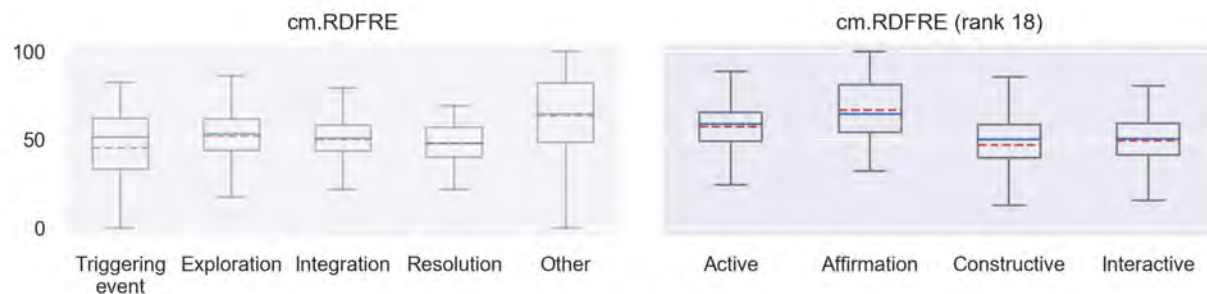 cm.RDFRE
cm.RDFRE (rank 18)
100
50
0
Triggering event
Exploration
Integration
Resolution
Other
Active
Affirmation
Constructive
Interactive